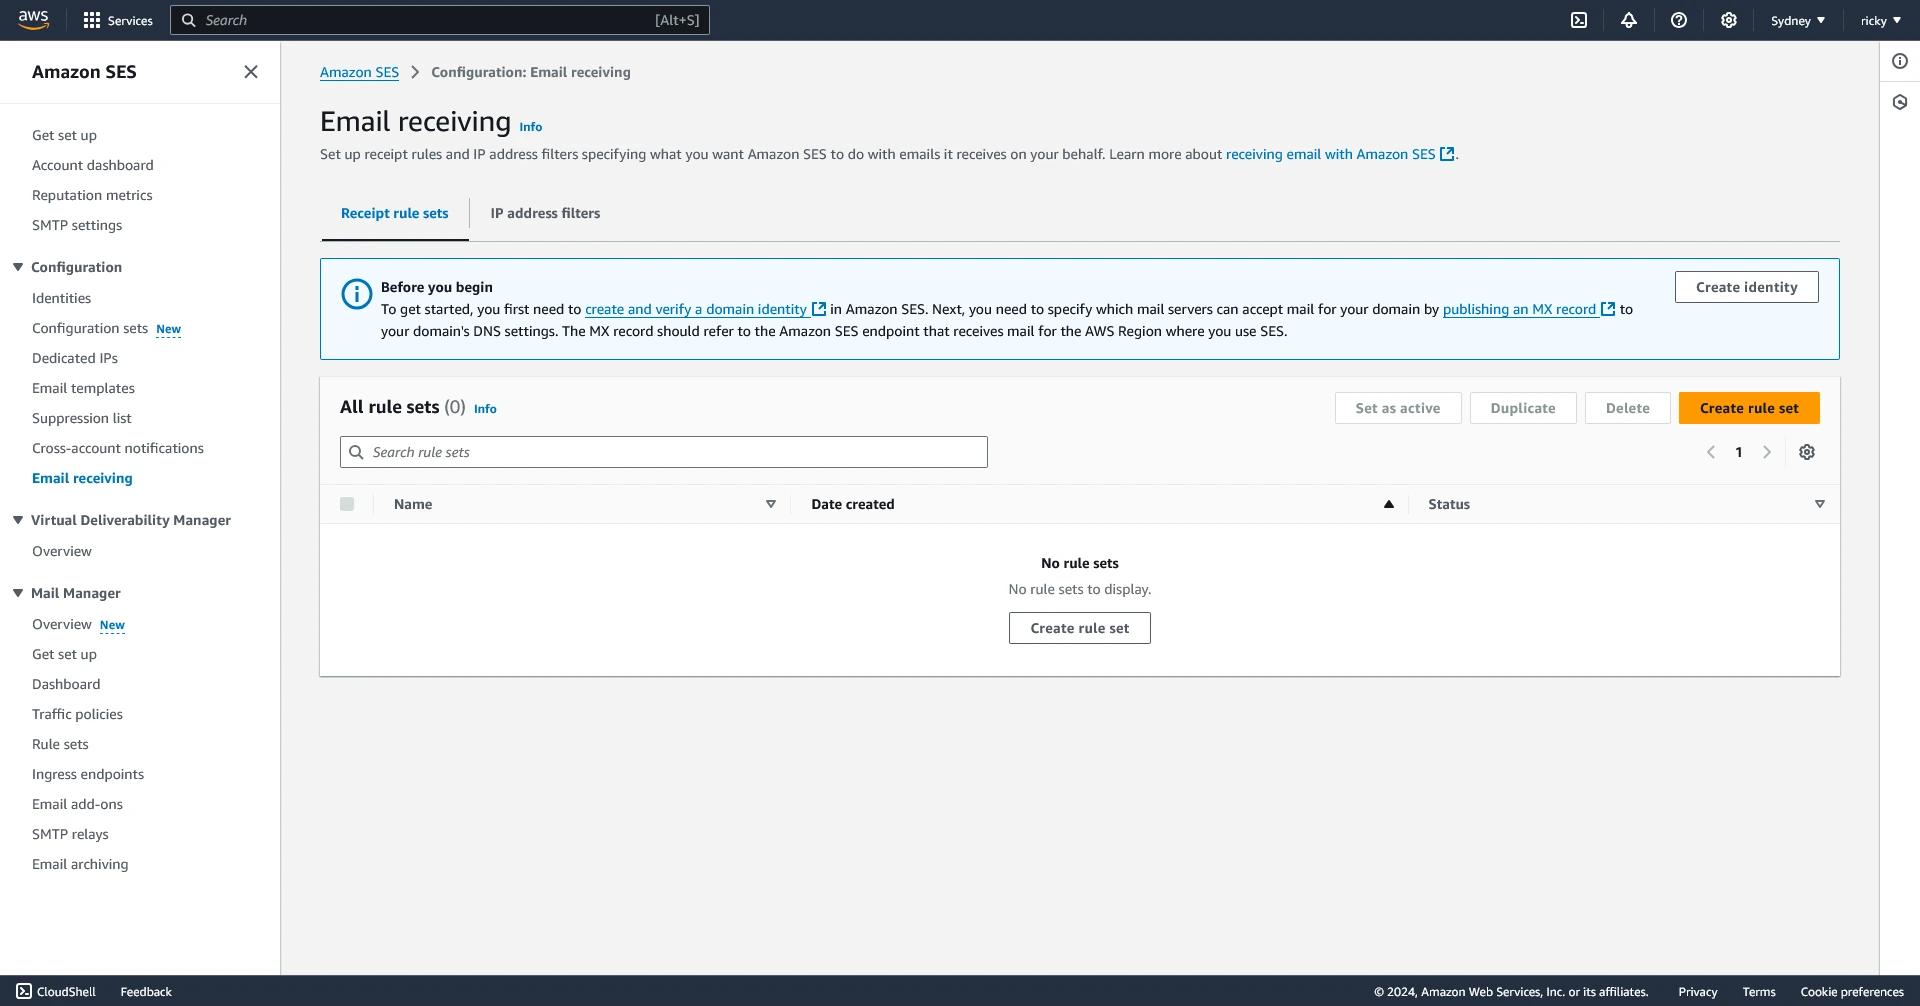 aws
Services
Search
[Alt+S]
Sydney
ricky
Amazon SES
Get set up
Account dashboard
Reputation metrics
SMTP settings
Configuration
Identities
Configuration sets New
Dedicated IPs
Email templates
Suppression list
Cross-account notifications
Email receiving
Virtual Deliverability Manager
Overview
Mail Manager
Overview New
Get set up
Dashboard
Traffic policies
Rule sets
Ingress endpoints
Email add-ons
SMTP relays
Email archiving
Amazon SES
Configuration: Email receiving
Email receiving Info
Set up receipt rules and IP address filters specifying what you want Amazon SES to do with emails it receives on your behalf. Learn more about receiving email with Amazon SES.
Receipt rule sets
IP address filters
Before you begin
To get started, you first need to create and verify a domain identity in Amazon SES. Next, you need to specify which mail servers can accept mail for your domain by publishing an MX record to
your domain's DNS settings. The MX record should refer to the Amazon SES endpoint that receives mail for the AWS Region where you use SES.
Create identity
All rule sets (0) Info
Set as active
Duplicate
Delete
Create rule set
Search rule sets
1
Name
Date created
Status
No rule sets
No rule sets to display.
Create rule set
CloudShell
Feedback
© 2024, Amazon Web Services, Inc. or its affiliates.
Privacy
Terms
Cookie preferences